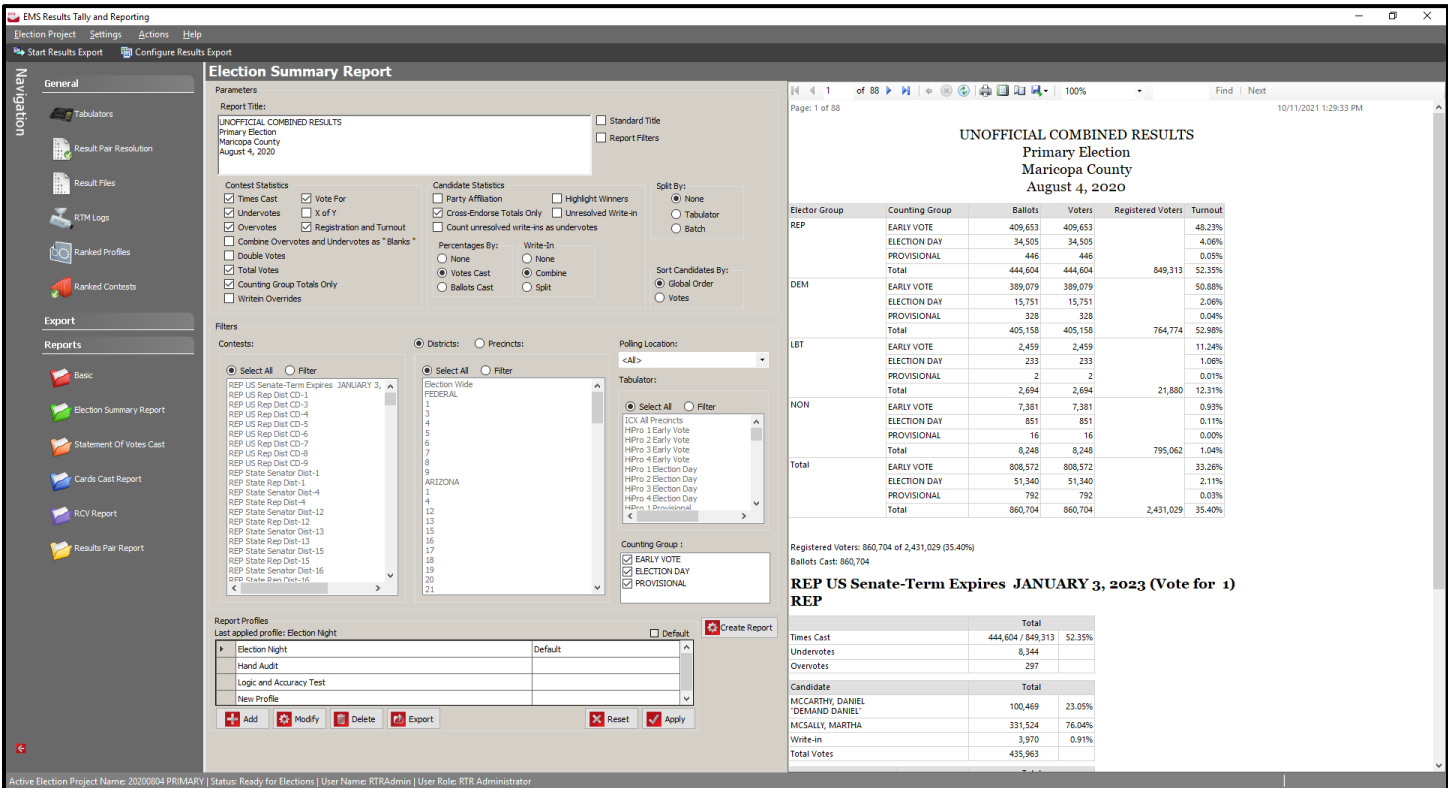 EMS Results Tally and Reporting
Election Project Settings Actions Help
Start Results Export Configure Results Export
Navigation
General
Tabulators
Result Pair Resolution
Result Files
RTM Logs
Ranked Profiles
Ranked Contests
Export
Reports
Basic
Election Summary Report
Statement Of Votes Cast
Cards Cast Report
RCV Report
Results Pair Report
Election Summary Report
Parameters
Report Title:
UNOFFICIAL COMBINED RESULTS
Primary Election
Maricopa County
August 4, 2020
Standard Title
Report Filters
Contest Statistics
Times Cast Vote For
Undervotes X of Y
Overvotes Registration and Turnout
Combine Overvotes and Undervotes as "Blanks "
Double Votes
Total Votes
Counting Group Totals Only
Writein Overrides
Candidate Statistics
Party Affiliation Highlight Winners
Cross-Endorse Totals Only Unresolved Write-in
Count unresolved write-ins as undervotes
Percentages By:
None
Votes Cast
Ballots Cast
Write-In
None
Combine
Split
Split By:
None
Tabulator
Batch
Sort Candidates By:
Global Order
Votes
Filters
Contests:
Select All Filter
REP US Senate-Term Expires JANUARY 3,
REP US Rep Dist CD-1
REP US Rep Dist CD-3
REP US Rep Dist CD-4
REP US Rep Dist CD-5
REP US Rep Dist CD-6
REP US Rep Dist CD-7
REP US Rep Dist CD-8
REP US Rep Dist CD-9
REP State Senator Dist-1
REP State Rep Dist-1
REP State Senator Dist-4
REP State Rep Dist-4
REP State Senator Dist-12
REP State Rep Dist-12
REP State Senator Dist-13
REP State Rep Dist-13
REP State Senator Dist-15
REP State Rep Dist-15
REP State Senator Dist-16
REP State Rep Dist-16
Districts: Precincts:
Select All Filter
Election Wide
FEDERAL
1
3
4
5
6
7
8
9
ARIZONA
1
4
12
13
15
16
17
18
19
20
21
Polling Location:
<All>
Tabulator:
Select All Filter
ICX All Precincts
HiPro 1 Early Vote
HiPro 2 Early Vote
HiPro 3 Early Vote
HiPro 4 Early Vote
HiPro 1 Election Day
HiPro 2 Election Day
HiPro 3 Election Day
HiPro 4 Election Day
HiPro 1 Provisional
Counting Group :
EARLY VOTE
ELECTION DAY
PROVISIONAL
Report Profiles
Last applied profile: Election Night Default
Create Report
Election Night Default
Hand Audit
Logic and Accuracy Test
New Profile
Add Modify Delete Export Reset Apply
1 of 88 100% Find Next
Page: 1 of 88 10/11/2021 1:29:33 PM
UNOFFICIAL COMBINED RESULTS
Primary Election
Maricopa County
August 4, 2020
Elector Group Counting Group Ballots Voters Registered Voters Turnout
REP EARLY VOTE 409,653 409,653 48.23%
ELECTION DAY 34,505 34,505 4.06%
PROVISIONAL 446 446 0.05%
Total 444,604 444,604 849,313 52.35%
DEM EARLY VOTE 389,079 389,079 50.88%
ELECTION DAY 15,751 15,751 2.06%
PROVISIONAL 328 328 0.04%
Total 405,158 405,158 764,774 52.98%
LBT EARLY VOTE 2,459 2,459 11.24%
ELECTION DAY 233 233 1.06%
PROVISIONAL 2 2 0.01%
Total 2,694 2,694 21,880 12.31%
NON EARLY VOTE 7,381 7,381 0.93%
ELECTION DAY 851 851 0.11%
PROVISIONAL 16 16 0.00%
Total 8,248 8,248 795,062 1.04%
Total EARLY VOTE 808,572 808,572 33.26%
ELECTION DAY 51,340 51,340 2.11%
PROVISIONAL 792 792 0.03%
Total 860,704 860,704 2,431,029 35.40%
Registered Voters: 860,704 of 2,431,029 (35.40%)
Ballots Cast: 860,704
REP US Senate-Term Expires JANUARY 3, 2023 (Vote for 1)
REP
Total
Times Cast 444,604 / 849,313 52.35%
Undervotes 8,344
Overvotes 297
Candidate Total
MCCARTHY, DANIEL
"DEMAND DANIEL" 100,469 23.05%
MCSALLY, MARTHA 331,524 76.04%
Write-in 3,970 0.91%
Total Votes 435,963
Total
Active Election Project Name: 20200804 PRIMARY | Status: Ready for Elections | User Name: RTRAdmin | User Role: RTR Administrator